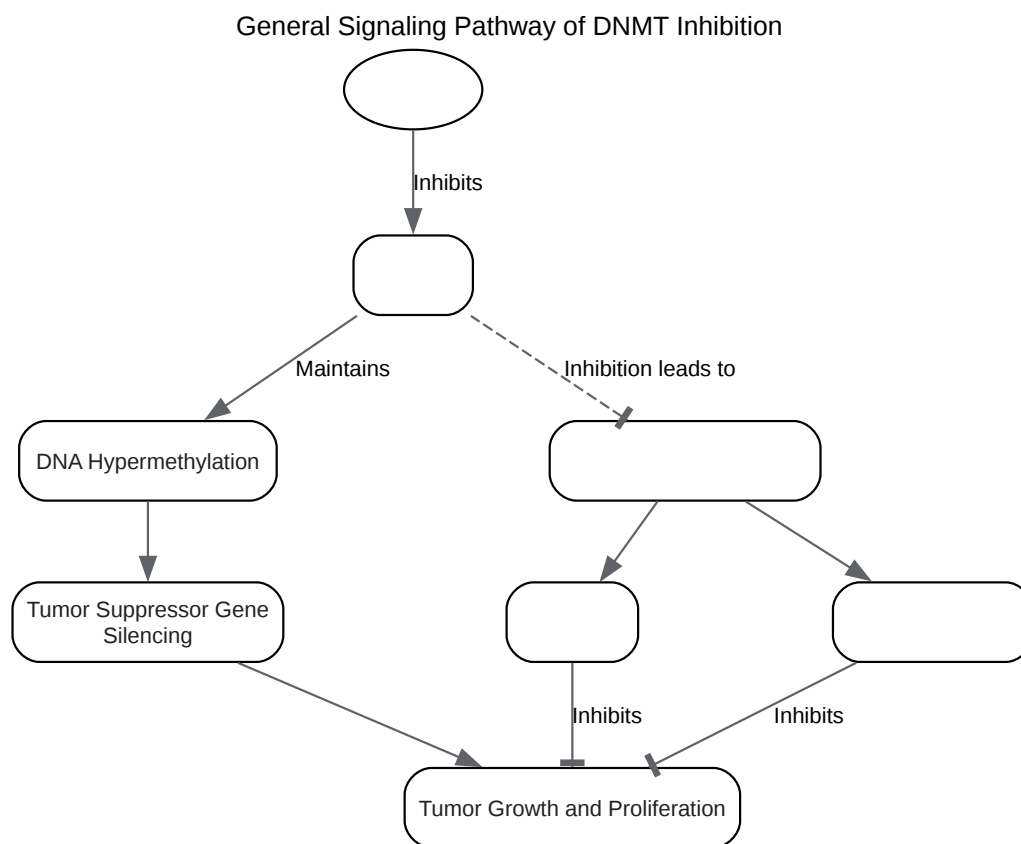 General Signaling Pathway of DNMT Inhibition
Inhibits
Maintains
Inhibition leads to
DNA Hypermethylation
Tumor Suppressor Gene
Silencing
Inhibits
Inhibits
Tumor Growth and Proliferation